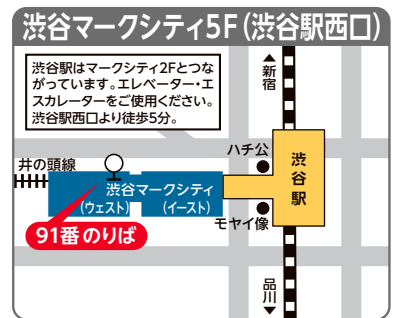 渋谷マークシティ5F(渋谷駅西口)
渋谷駅はマークシティ2Fとつな
がっています。エレベーター・エ
スカレーターをご使用ください。
渋谷駅西口より徒歩5分。
▲新宿
ハチ公
渋谷駅
井の頭線
渋谷マークシティ
(ウェスト)
(イースト)
モヤイ像
91番のりば
品川▼